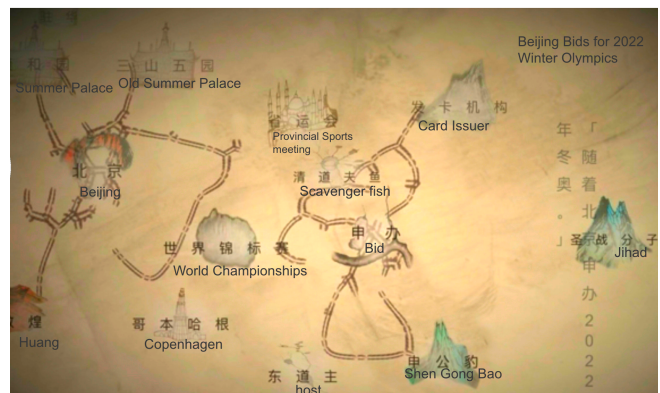 Beijing Bids for 2022
Winter Olympics
和园
Summer Palace
三山五园
Old Summer Palace
省运会
Provincial Sports
meeting
发卡机构
Card Issuer
清道夫鱼
Scavenger fish
北京
Beijing
申办
Bid
世界锦标赛
World Championships
圣战分子
Jihad
「随着北京申办2022
年冬奥。」
煌
Huang
哥本哈根
Copenhagen
申公豹
Shen Gong Bao
东道主
host